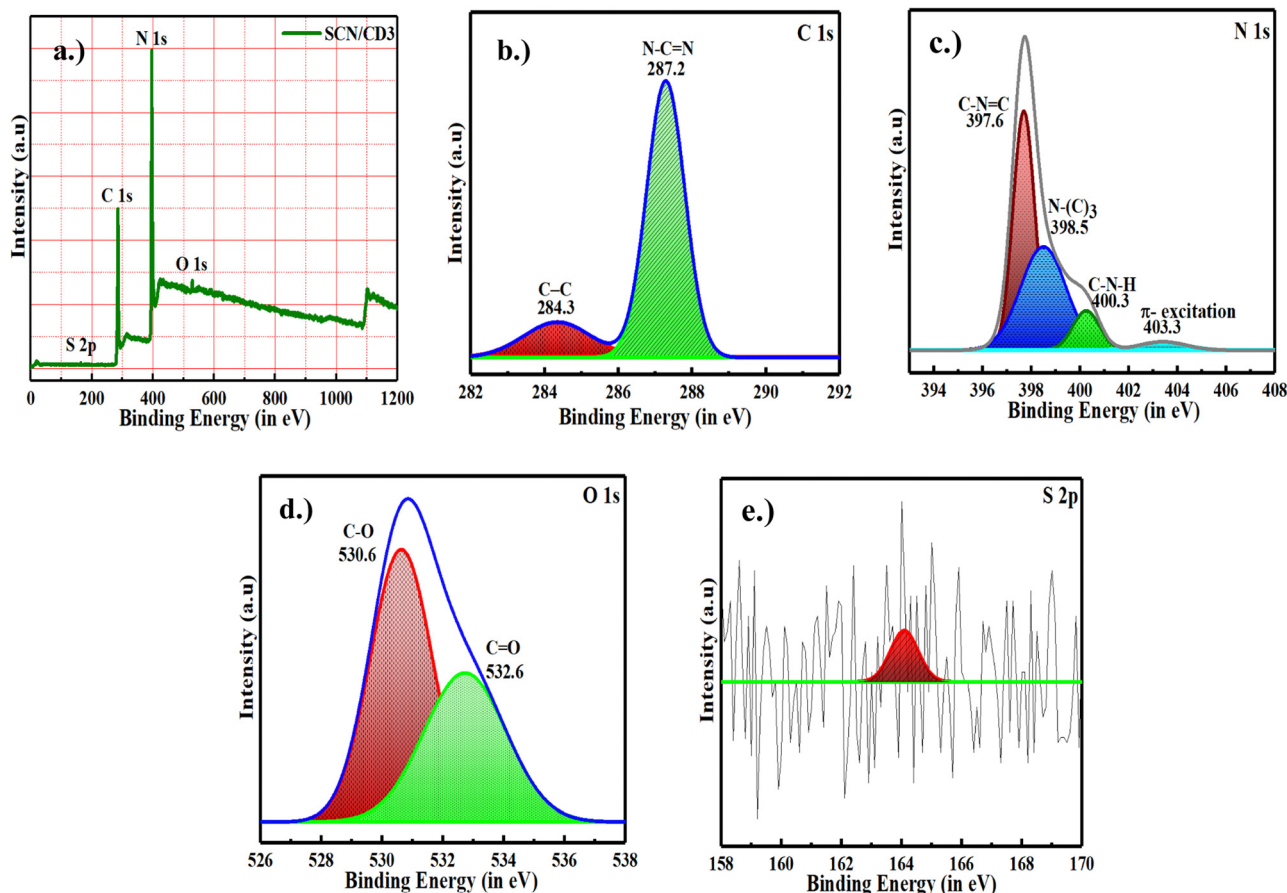 a.)
N 1s
SCN/CD3
C 1s
O 1s
S 2p
Intensity (a.u)
0 200 400 600 800 1000 1200
Binding Energy (in eV)
b.)
C 1s
N-C=N
287.2
C–C
284.3
Intensity (a.u)
282 284 286 288 290 292
Binding Energy (in eV)
c.)
N 1s
C-N=C
397.6
N-(C)3
398.5
C-N-H
400.3
π- excitation
403.3
Intensity (a.u)
394 396 398 400 402 404 406 408
Binding Energy (in eV)
d.)
O 1s
C-O
530.6
C=O
532.6
Intensity (a.u)
526 528 530 532 534 536 538
Binding Energy (in eV)
e.)
S 2p
Intensity (a.u)
158 160 162 164 166 168 170
Binding Energy (in eV)